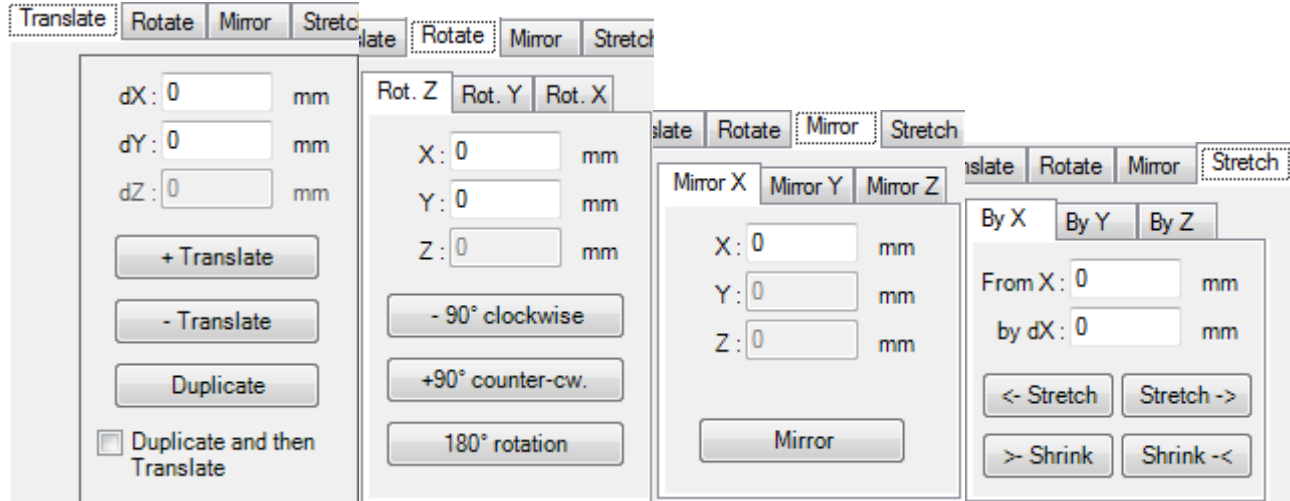 Translate Rotate Mirror Stretc
dX : 0 mm
dY : 0 mm
dZ : 0 mm
+ Translate
- Translate
Duplicate
Duplicate and then
Translate
late Rotate Mirror Stretch
Rot. Z Rot. Y Rot. X
X : 0 mm
Y : 0 mm
Z : 0 mm
- 90° clockwise
+90° counter-cw.
180° rotation
slate Rotate Mirror Stretch
Mirror X Mirror Y Mirror Z
X : 0 mm
Y : 0 mm
Z : 0 mm
Mirror
nslate Rotate Mirror Stretch
By X By Y By Z
From X : 0 mm
by dX : 0 mm
<- Stretch Stretch ->
>- Shrink Shrink -<